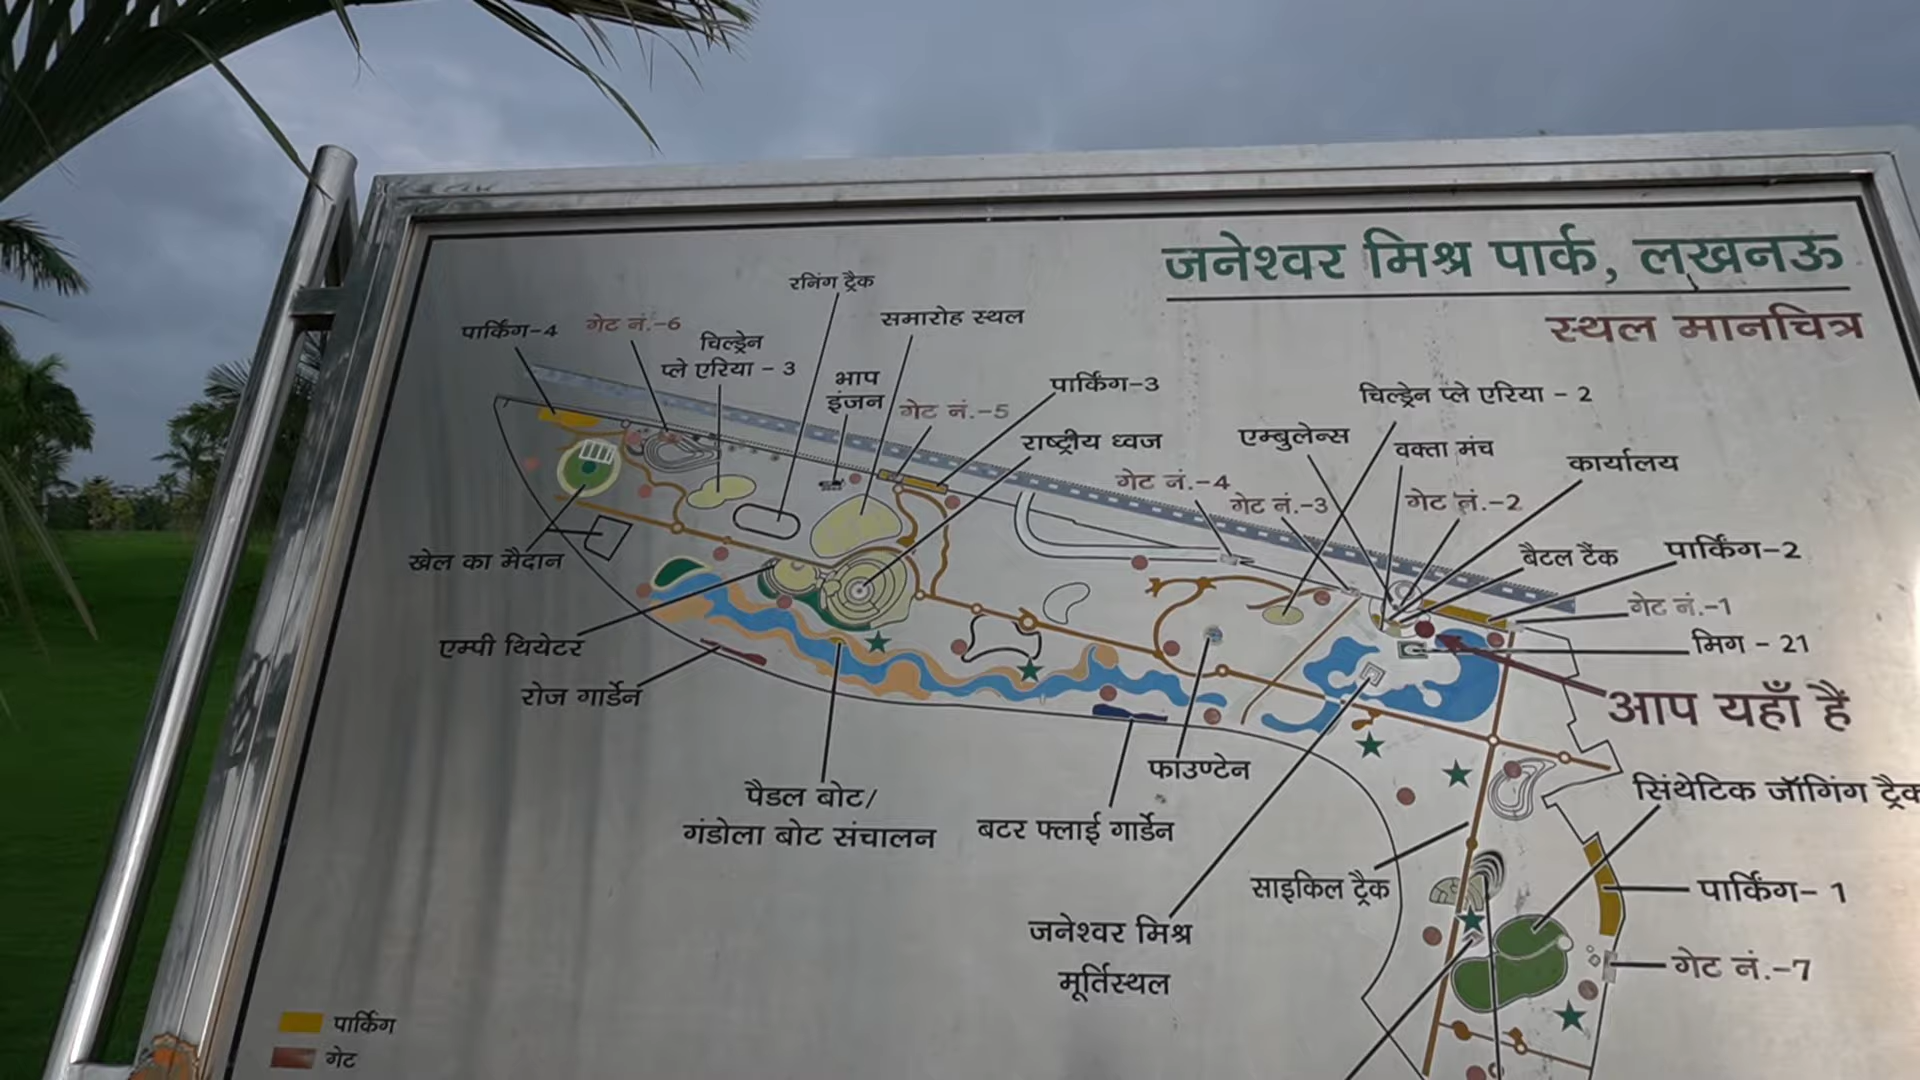 जनेश्वर मिश्र पार्क, लखनऊ
स्थल मानचित्र
रनिंग ट्रैक
समारोह स्थल
पार्किंग-4
गेट नं.-6
चिल्ड्रेन
प्ले एरिया - 3
भाप
इंजन
गेट नं.-5
पार्किंग-3
राष्ट्रीय ध्वज
चिल्ड्रेन प्ले एरिया - 2
एम्बुलेन्स
वक्ता मंच
कार्यालय
गेट नं.-4
गेट नं.-3
गेट नं.-2
बैटल टैंक
पार्किंग-2
गेट नं.-1
मिग - 21
आप यहाँ हैं
खेल का मैदान
एम्पी थियेटर
रोज गार्डेन
पैडल बोट/
गंडोला बोट संचालन
बटर फ्लाई गार्डेन
फाउण्टेन
सिंथेटिक जॉगिंग ट्रैक
साइकिल ट्रैक
पार्किंग- 1
जनेश्वर मिश्र
मूर्तिस्थल
गेट नं.-7
पार्किंग
गेट